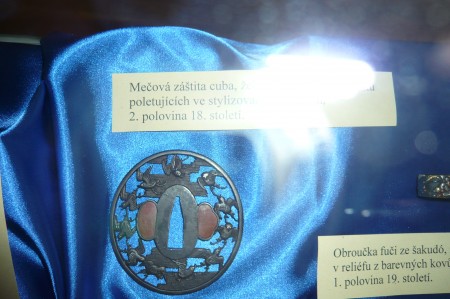 Mečová záštita cuba, 
poletujících ve stylizov
2. polovina 18. století.
Obroučka fuči ze šakudó,
v reliéfu z barevných kovů
1. polovina 19. století.